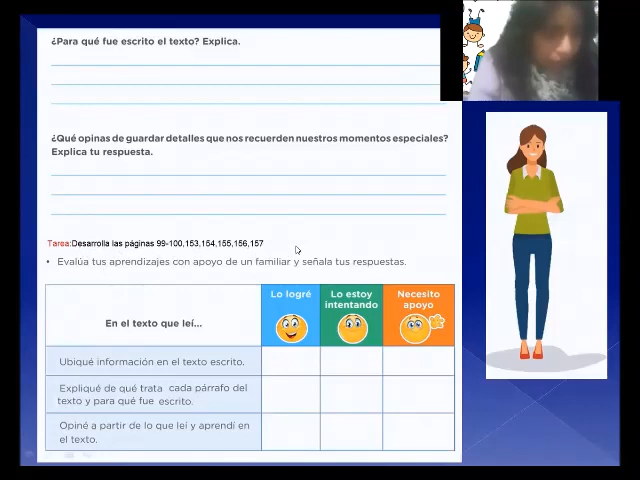 ¿Para qué fue escrito el texto? Explica.
¿Qué opinas de guardar detalles que nos recuerden nuestros momentos especiales?
Explica tu respuesta.
Tarea:Desarrolla las páginas 99-100,153,154,155,156,157
• Evalúa tus aprendizajes con apoyo de un familiar y señala tus respuestas.
En el texto que leí...
Lo logré
Lo estoy
intentando
Necesito
apoyo
Ubiqué información en el texto escrito.
Expliqué de qué trata cada párrafo del
texto y para qué fue escrito.
Opiné a partir de lo que leí y aprendí en
el texto.